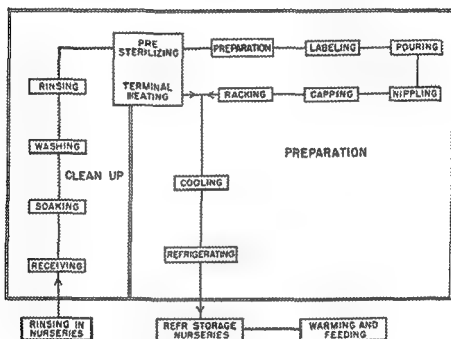 PRE
STERILIZING
PREPARATION
LABELING
POURING
RINSING
TERMINAL
HEATING
RACKING
CAPPING
NIPPLING
WASHING
PREPARATION
CLEAN UP
COOLING
SOAKING
REFRIGERATING
RECEIVING
RINSING IN
NURSERIES
REFR STORAGE
NURSERIES
WARMING AND
FEEDING